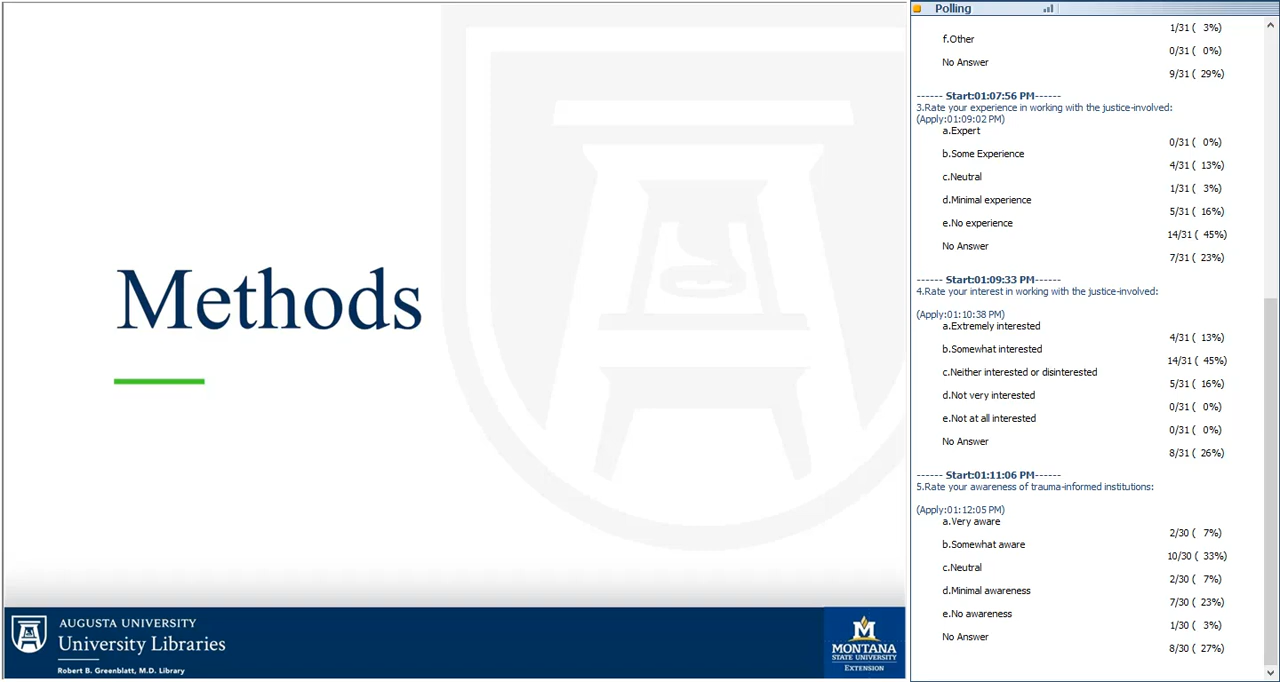 Methods
AUGUSTA UNIVERSITY
University Libraries
Robert B. Greenblatt, M.D. Library
M
MONTANA
STATE UNIVERSITY
EXTENSION
Polling
1/31 ( 3%)
f.Other
0/31 ( 0%)
No Answer
9/31 ( 29%)
------ Start:01:07:56 PM------
3.Rate your experience in working with the justice-involved:
(Apply:01:09:02 PM)
a.Expert
0/31 ( 0%)
b.Some Experience
4/31 ( 13%)
c.Neutral
1/31 ( 3%)
d.Minimal experience
5/31 ( 16%)
e.No experience
14/31 ( 45%)
No Answer
7/31 ( 23%)
------ Start:01:09:33 PM------
4.Rate your interest in working with the justice-involved:
(Apply:01:10:38 PM)
a.Extremely interested
4/31 ( 13%)
b.Somewhat interested
14/31 ( 45%)
c.Neither interested or disinterested
5/31 ( 16%)
d.Not very interested
0/31 ( 0%)
e.Not at all interested
0/31 ( 0%)
No Answer
8/31 ( 26%)
------ Start:01:11:06 PM------
5.Rate your awareness of trauma-informed institutions:
(Apply:01:12:05 PM)
a.Very aware
2/30 ( 7%)
b.Somewhat aware
10/30 ( 33%)
c.Neutral
2/30 ( 7%)
d.Minimal awareness
7/30 ( 23%)
e.No awareness
1/30 ( 3%)
No Answer
8/30 ( 27%)